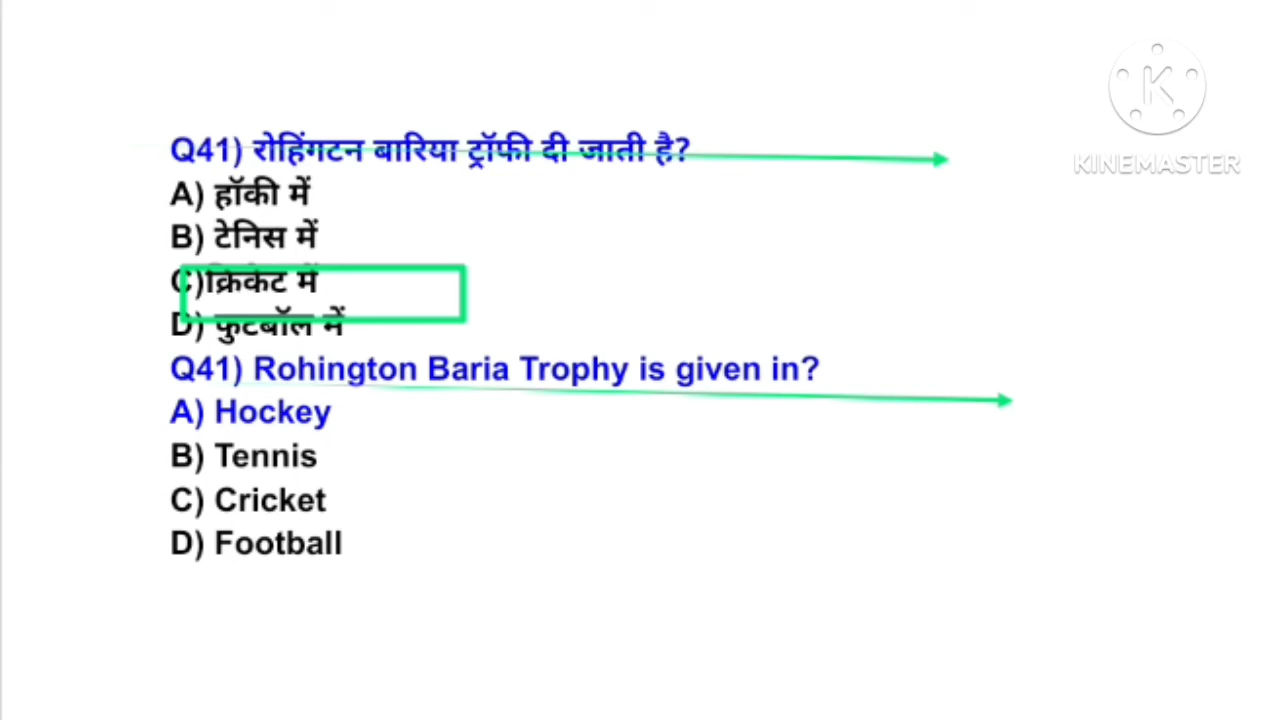 Q41) रोहिंगटन बारिया ट्रॉफी दी जाती है?
A) हॉकी में
B) टेनिस में
C)क्रिकेट में
D) फुटबॉल में
Q41) Rohington Baria Trophy is given in?
A) Hockey
B) Tennis
C) Cricket
D) Football
KINEMASTER